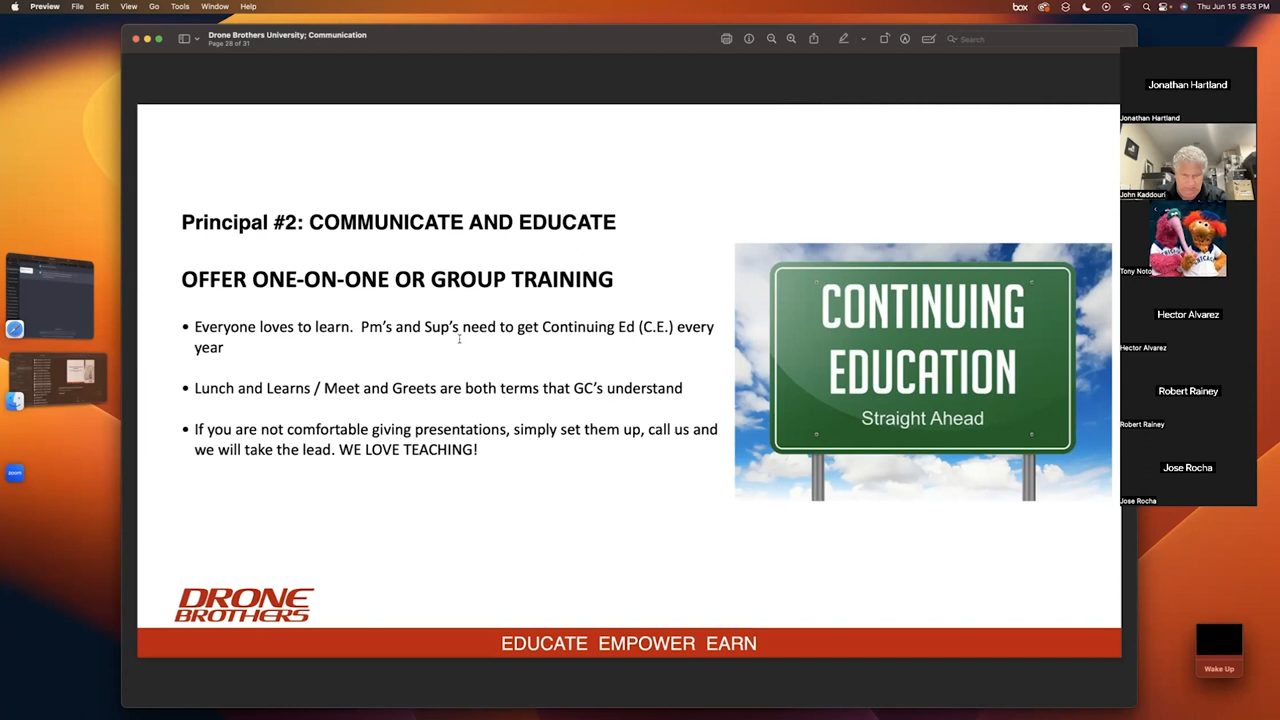 Preview File Edit View Go Tools Window Help
box
Thu Jun 15 8:53 PM
Drone Brothers University; Communication
Page 28 of 31
Search
Principal #2: COMMUNICATE AND EDUCATE
OFFER ONE-ON-ONE OR GROUP TRAINING
• Everyone loves to learn. Pm's and Sup's need to get Continuing Ed (C.E.) every
year
• Lunch and Learns / Meet and Greets are both terms that GC's understand
• If you are not comfortable giving presentations, simply set them up, call us and
we will take the lead. WE LOVE TEACHING!
CONTINUING
EDUCATION
Straight Ahead
DRONE
BROTHERS
EDUCATE EMPOWER EARN
Jonathan Hartland
Jonathan Hartland
John Kaddouri
Tony Noto
Hector Alvarez
Hector Alvarez
Robert Rainey
Robert Rainey
Jose Rocha
Jose Rocha
zoom
Wake Up